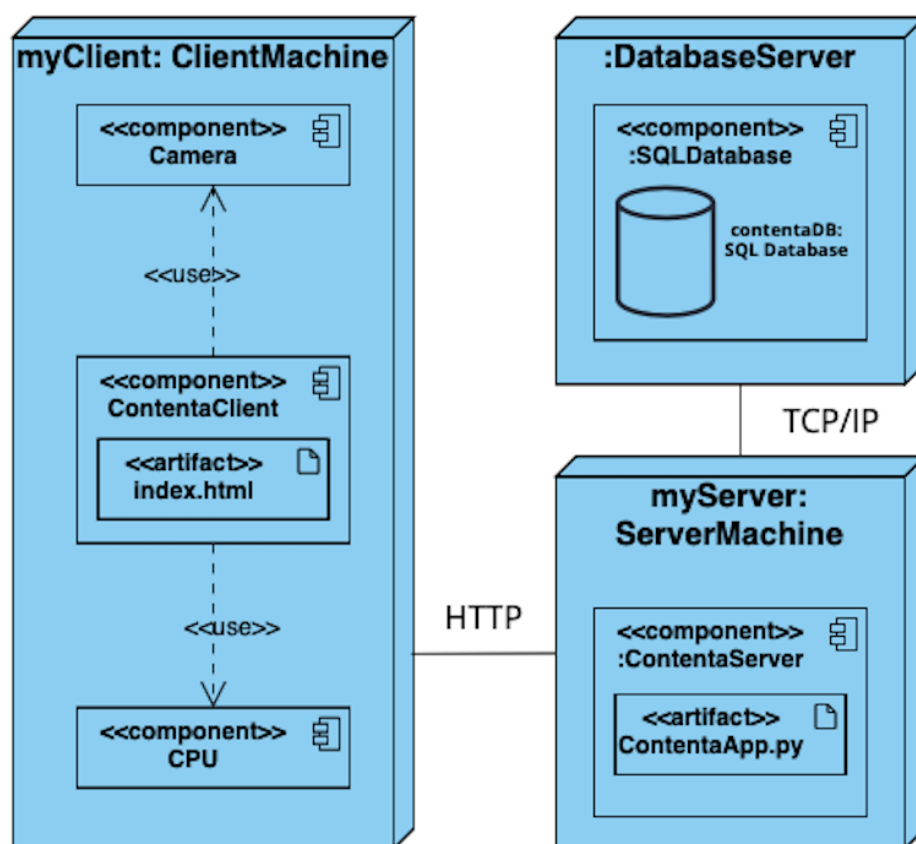 myClient: ClientMachine
<<component>>
Camera
<<use>>
<<component>>
ContentaClient
<<artifact>>
index.html
<<use>>
<<component>>
CPU
HTTP
:DatabaseServer
<<component>>
:SQLDatabase
contentaDB:
SQL Database
TCP/IP
myServer:
ServerMachine
<<component>>
:ContentaServer
<<artifact>>
ContentaApp.py